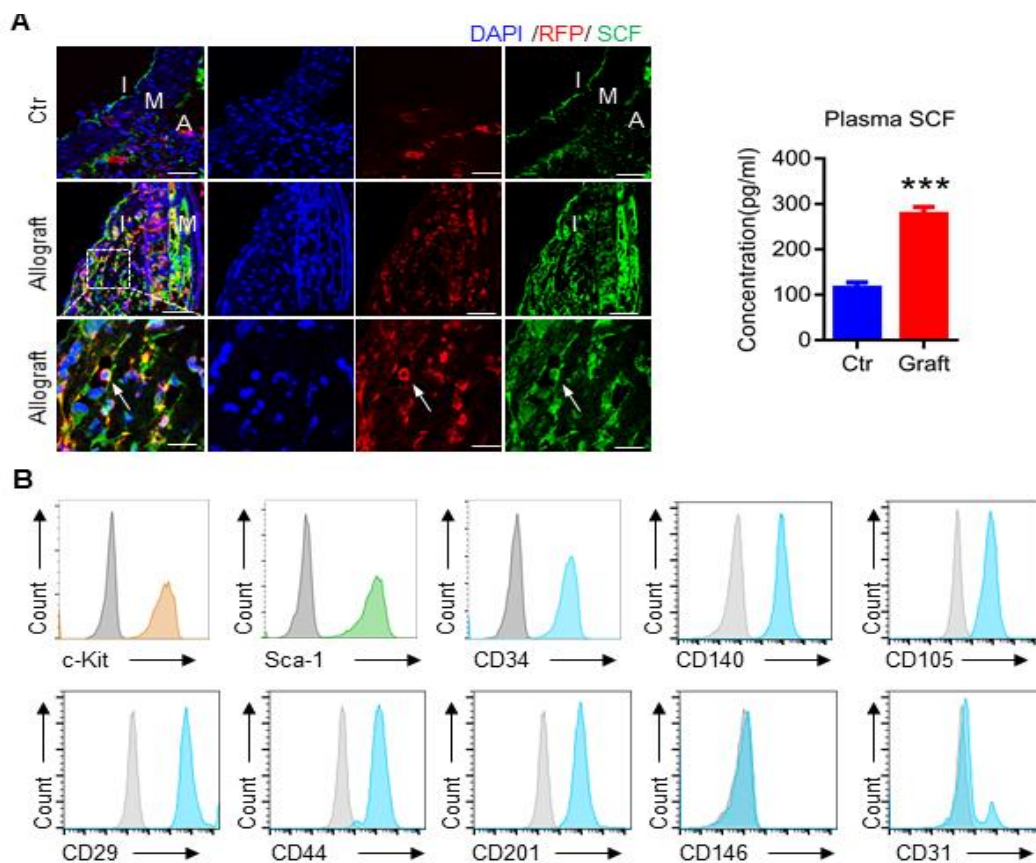 A
DAPI /RFP/ SCF
Ctr
I
M
A
I
M
A
Allograft
I
M
I
Allograft
Plasma SCF
Concentration(pg/ml)
400
300
200
100
0
***
Ctr Graft
B
Count Count Count Count Count
c-Kit Sca-1 CD34 CD140 CD105
Count Count Count Count Count
CD29 CD44 CD201 CD146 CD31